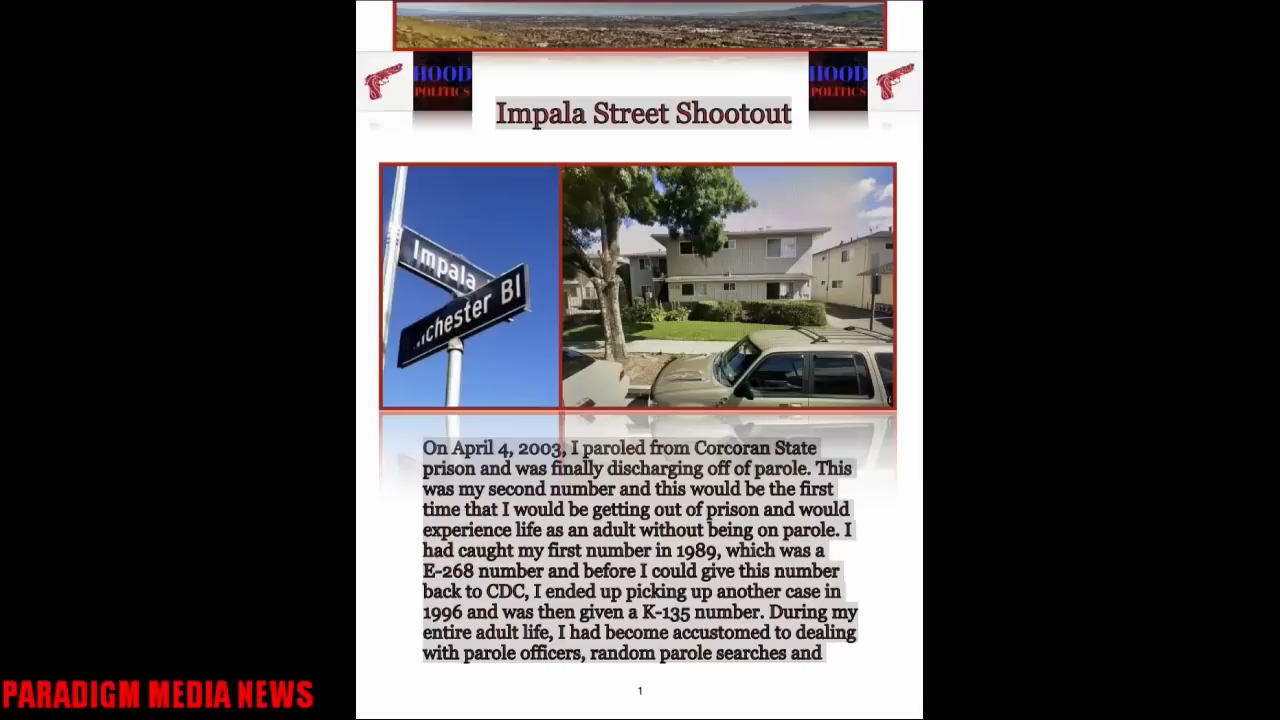 HOOD
POLITICS
HOOD
POLITICS
Impala Street Shootout
Impala
chester Bl
On April 4, 2003, I paroled from Corcoran State
prison and was finally discharging off of parole. This
was my second number and this would be the first
time that I would be getting out of prison and would
experience life as an adult without being on parole. I
had caught my first number in 1989, which was a
E-268 number and before I could give this number
back to CDC, I ended up picking up another case in
1996 and was then given a K-135 number. During my
entire adult life, I had become accustomed to dealing
with parole officers, random parole searches and
1
PARADIGM MEDIA NEWS